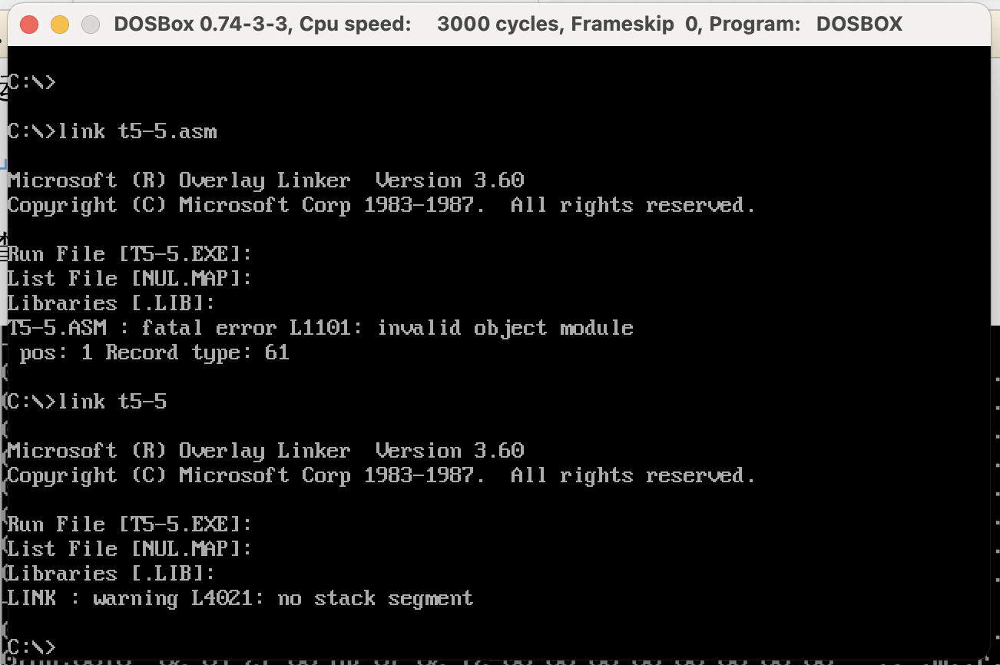 DOSBox 0.74-3-3, Cpu speed:    3000 cycles, Frameskip  0, Program:   DOSBOX
C:\>
C:\>link t5-5.asm
Microsoft (R) Overlay Linker  Version 3.60
Copyright (C) Microsoft Corp 1983-1987.  All rights reserved.
Run File [T5-5.EXE]:
List File [NUL.MAP]:
Libraries [.LIB]:
T5-5.ASM : fatal error L1101: invalid object module
 pos: 1 Record type: 61
C:\>link t5-5
Microsoft (R) Overlay Linker  Version 3.60
Copyright (C) Microsoft Corp 1983-1987.  All rights reserved.
Run File [T5-5.EXE]:
List File [NUL.MAP]:
Libraries [.LIB]:
LINK : warning L4021: no stack segment
C:\>